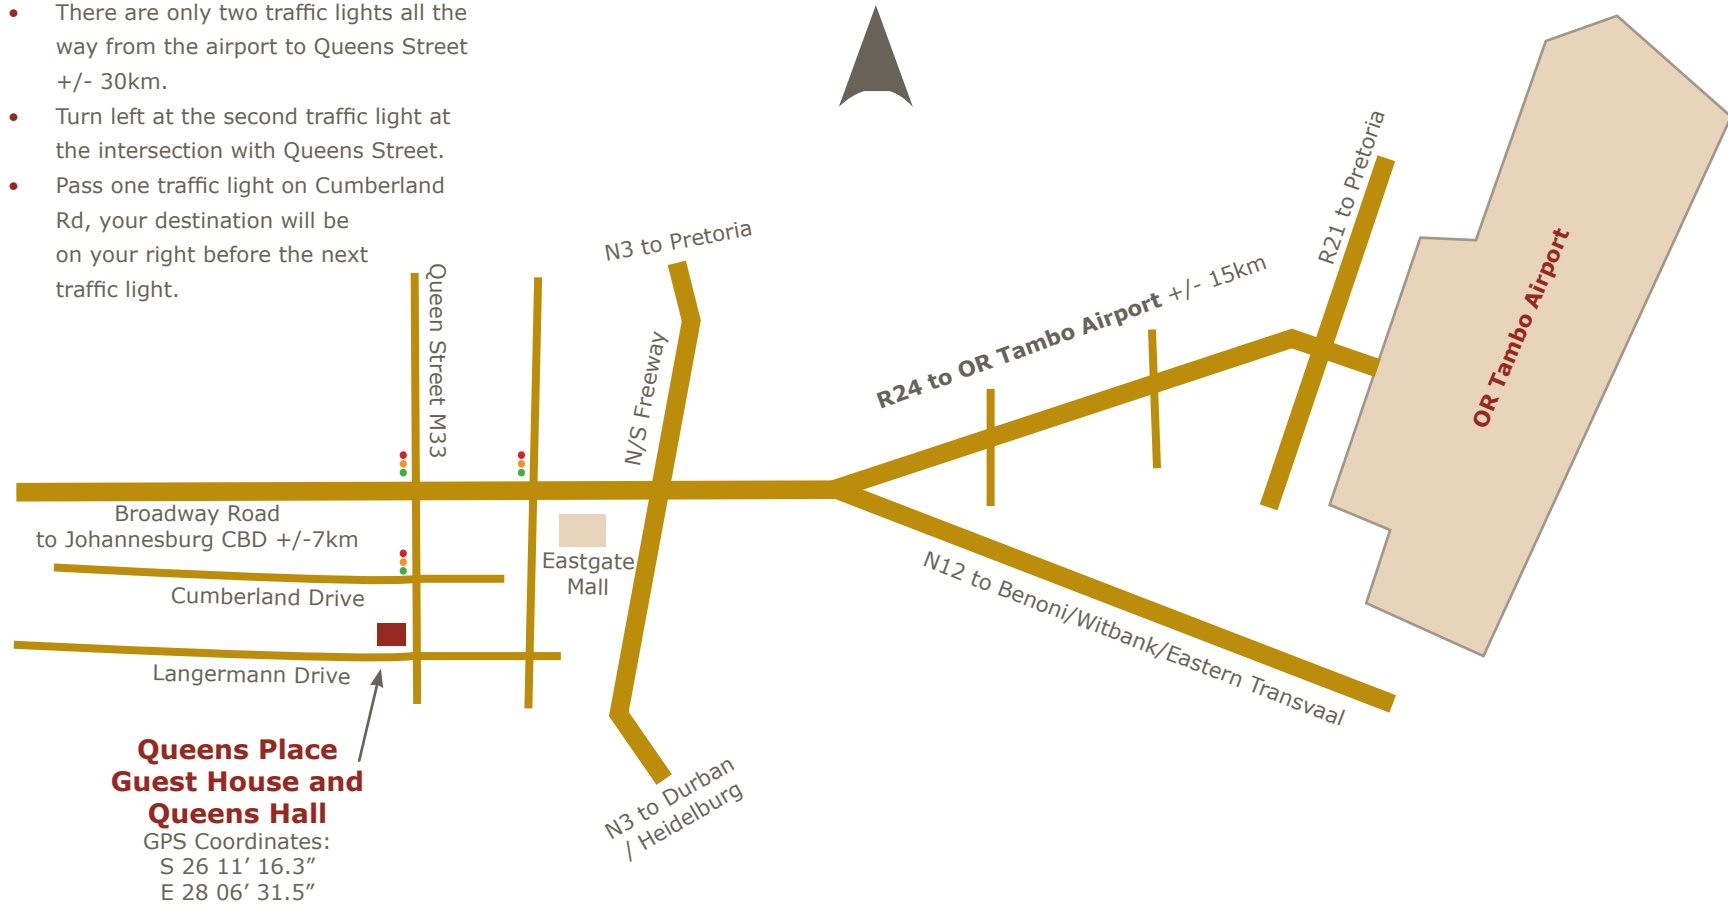 • There are only two traffic lights all the
way from the airport to Queens Street
+/- 30km.
• Turn left at the second traffic light at
the intersection with Queens Street.
• Pass one traffic light on Cumberland
Rd, your destination will be
on your right before the next
traffic light.
Queen Street M33
N3 to Pretoria
N/S Freeway
R24 to OR Tambo Airport +/- 15km
R21 to Pretoria
OR Tambo Airport
Broadway Road
to Johannesburg CBD +/-7km
Eastgate
Mall
Cumberland Drive
N12 to Benoni/Witbank/Eastern Transvaal
Langermann Drive
Queens Place
Guest House and
Queens Hall
GPS Coordinates:
S 26 11’ 16.3”
E 28 06’ 31.5”
N3 to Durban
/ Heidelburg